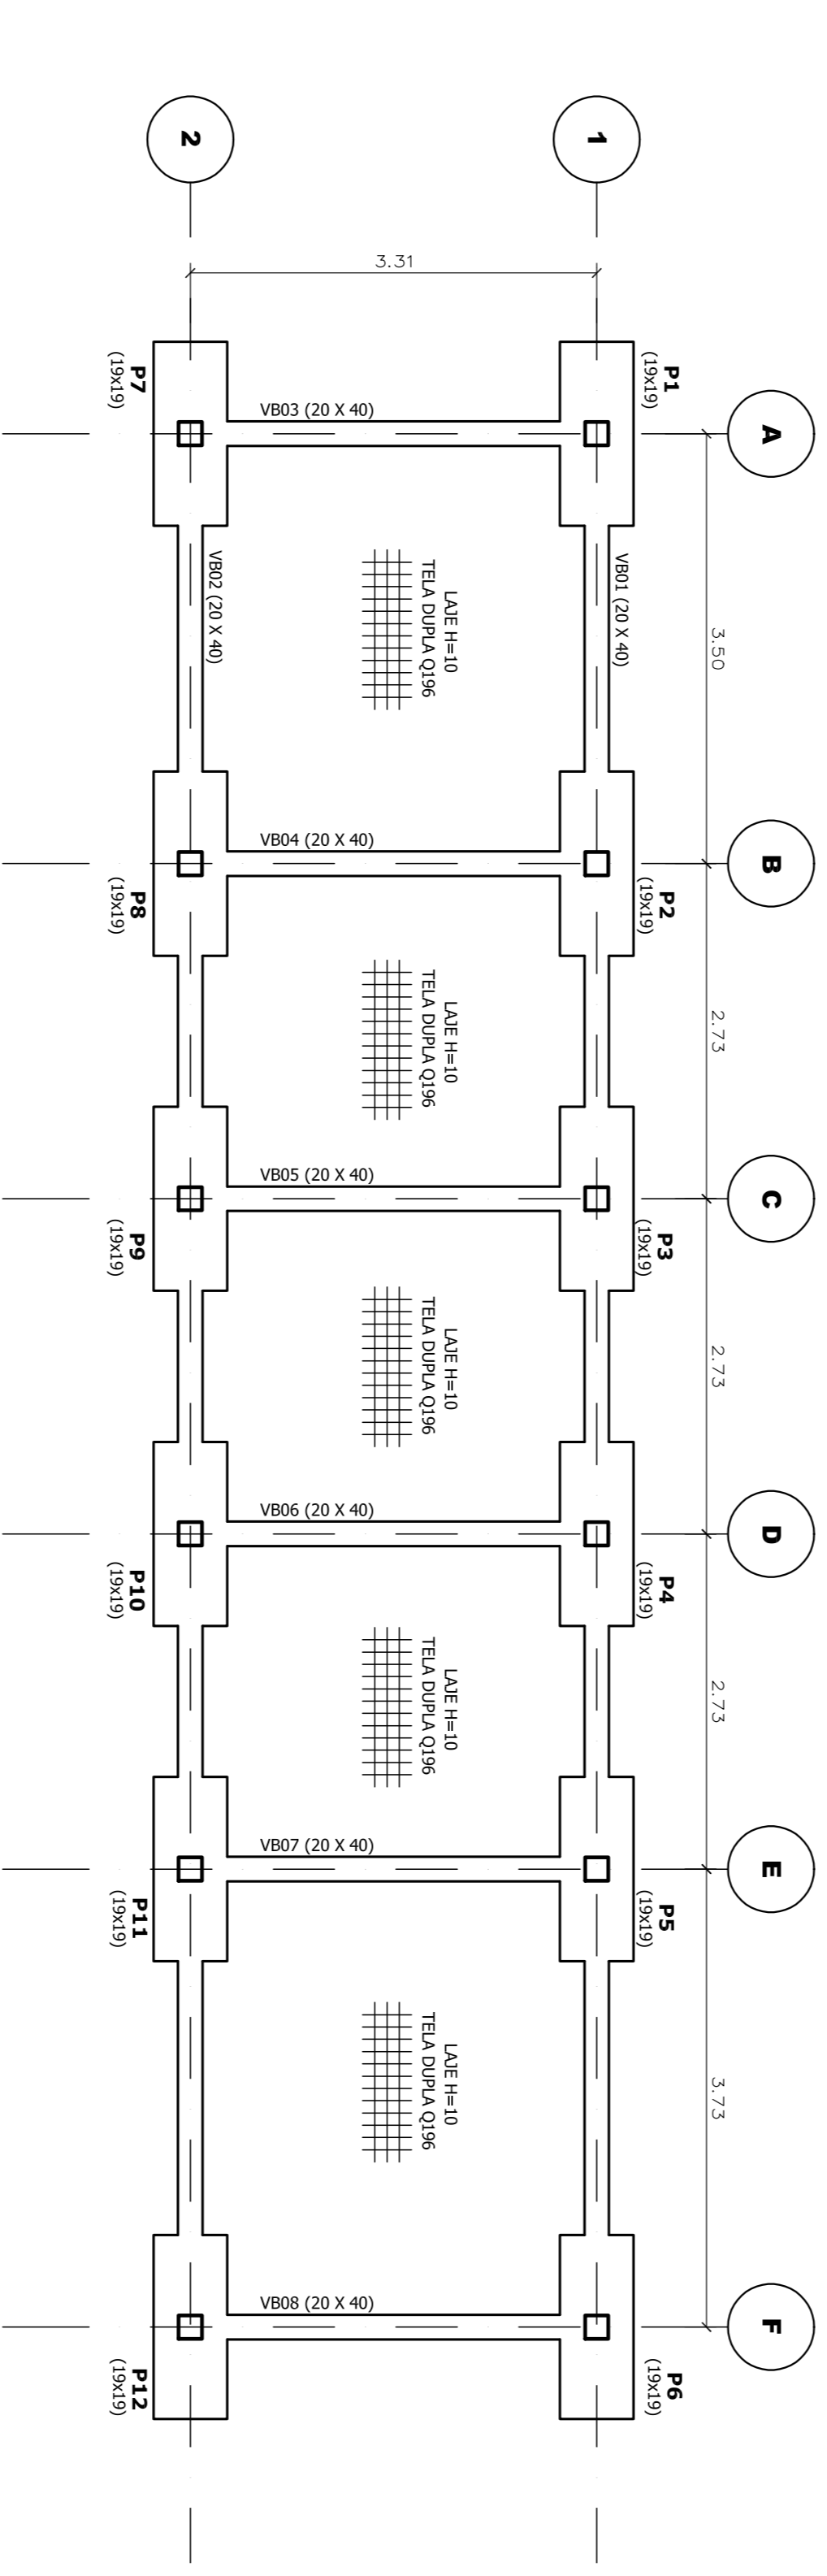 A
B
C
D
E
F
3.50
2.73
2.73
2.73
3.73
P1
(19x19)
P2
(19x19)
P3
(19x19)
P4
(19x19)
P5
(19x19)
P6
(19x19)
1
VB01 (20 X 40)
3.31
VB03 (20 X 40)
VB04 (20 X 40)
VB05 (20 X 40)
VB06 (20 X 40)
VB07 (20 X 40)
VB08 (20 X 40)
LAJE H=10
TELA DUPLA Q196
LAJE H=10
TELA DUPLA Q196
LAJE H=10
TELA DUPLA Q196
LAJE H=10
TELA DUPLA Q196
LAJE H=10
TELA DUPLA Q196
2
VB02 (20 X 40)
P7
(19x19)
P8
(19x19)
P9
(19x19)
P10
(19x19)
P11
(19x19)
P12
(19x19)